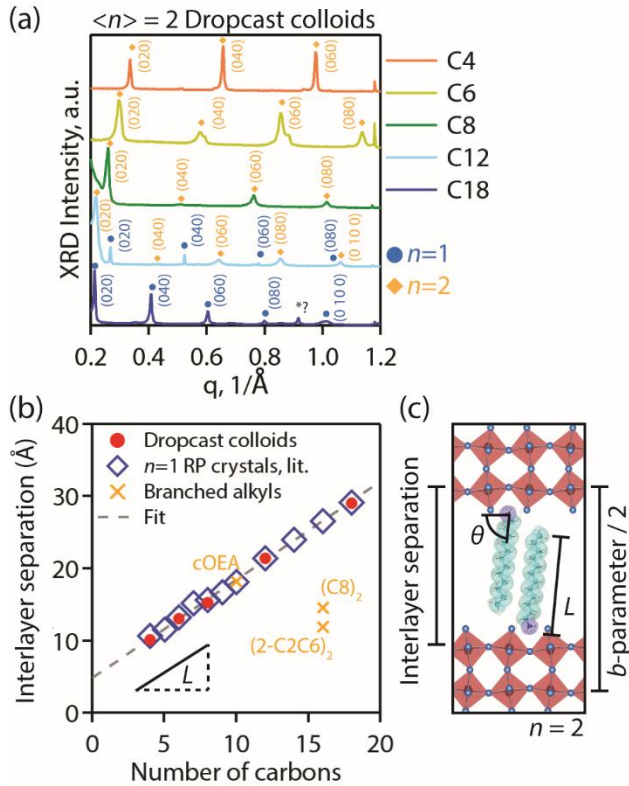 (a)
<n> = 2 Dropcast colloids
XRD Intensity, a.u.
(020)
(040)
(060)
(020)
(040)
(060)
(080)
(020)
(040)
(060)
(080)
(020)
(020)
(040)
(040)
(060)
(060)
(080)
(080)
(0 10 0)
(020)
(040)
(060)
(080)
*?
(0 10 0)
C4
C6
C8
C12
C18
n=1
n=2
0.2 0.4 0.6 0.8 1.0 1.2
q, 1/Å
(b)
Interlayer separation (Å)
40
30
20
10
0
Dropcast colloids
n=1 RP crystals, lit.
Branched alkyls
Fit
cOEA
(C8)2
(2-C2C6)2
L
0 5 10 15 20
Number of carbons
(c)
Interlayer separation
θ
L
b-parameter / 2
n = 2